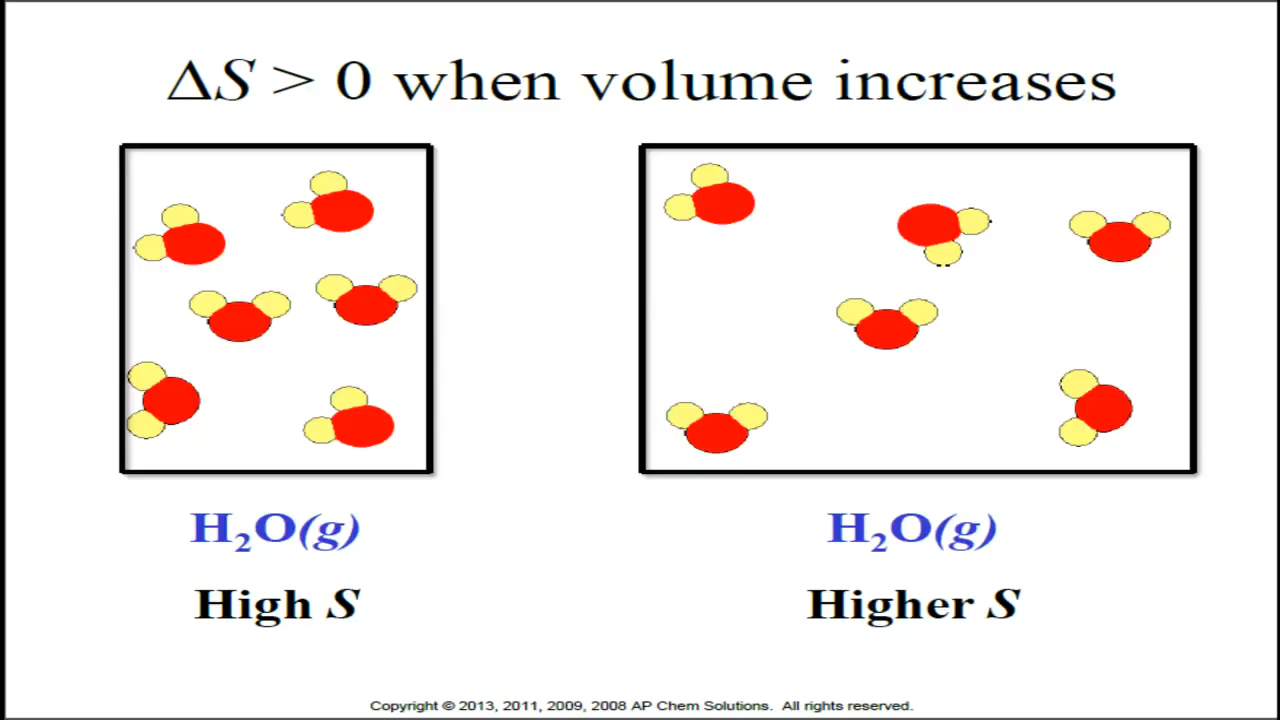 ΔS > 0 when volume increases
H₂O(g)
H₂O(g)
High S
Higher S
Copyright © 2013, 2011, 2009, 2008 AP Chem Solutions. All rights reserved.